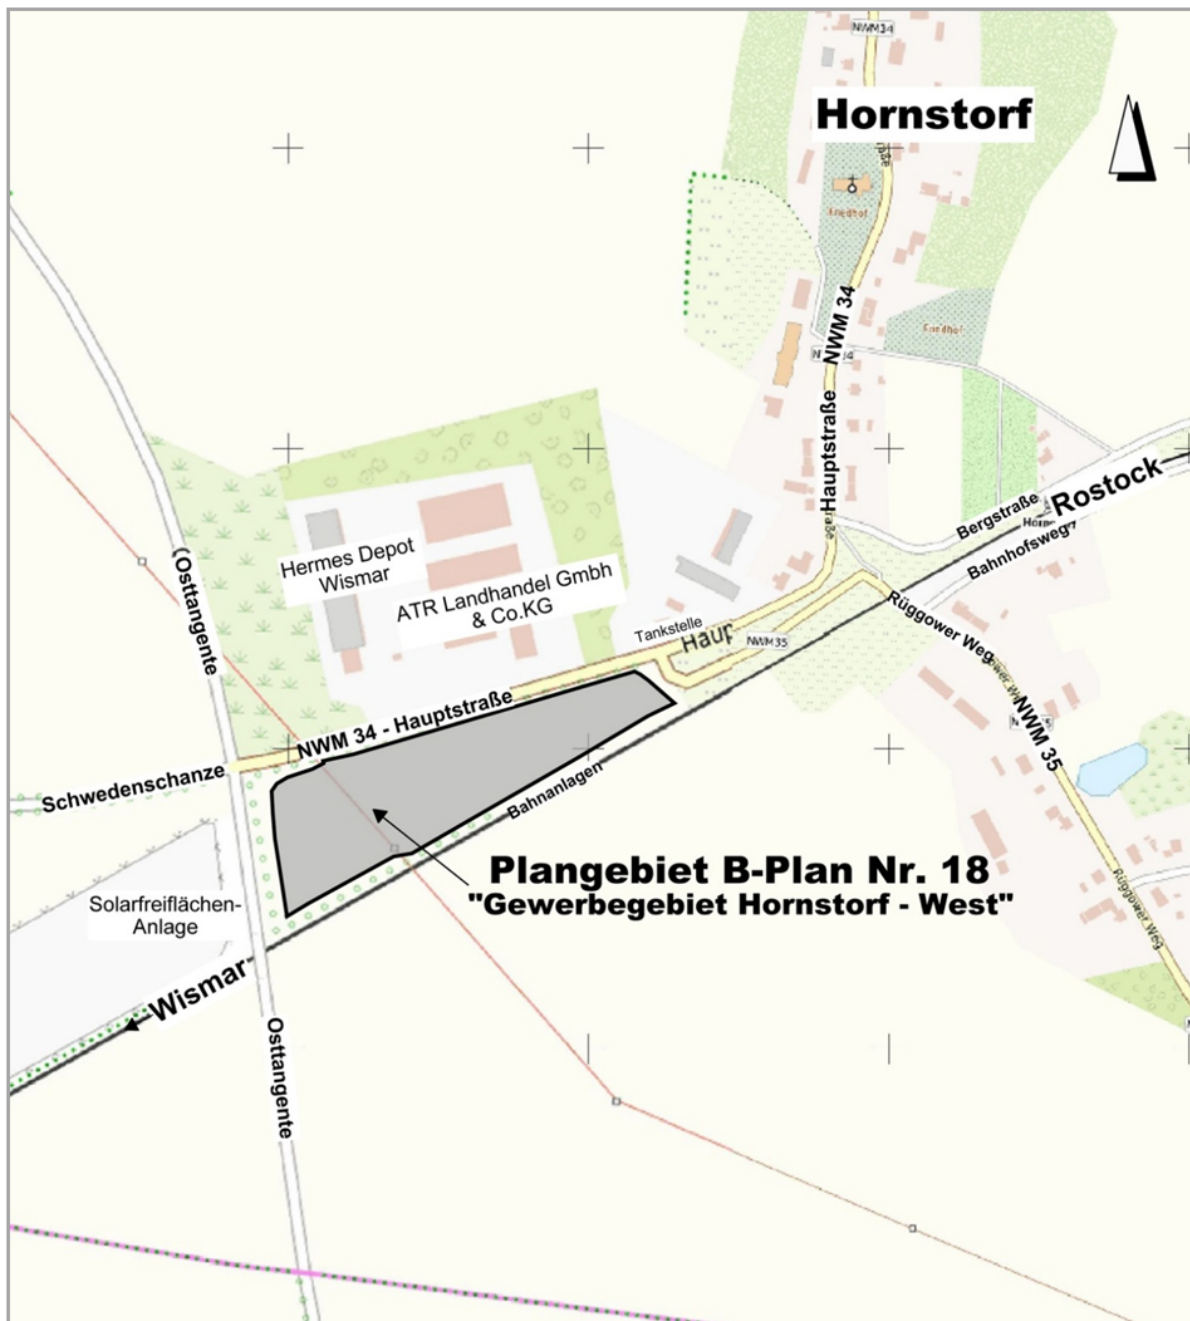 NWM34
Hornstorf
Friedhof
NWM 34
Friedhof
Hauptstraße
Rostock
Bergstraße
Bahnhofsweg
Hermes Depot
Wismar
(Osttangente
ATR Landhandel Gmbh
& Co.KG
Tankstelle
Haup
NWM35
Rüggower Weg
NWM 34 - Hauptstraße
NWM 35
Schwedenschanze
Bahnanlagen
Plangebiet B-Plan Nr. 18
"Gewerbegebiet Hornstorf - West"
Solarfreiflächen-
Anlage
Rüggower Weg
Wismar
Osttangente